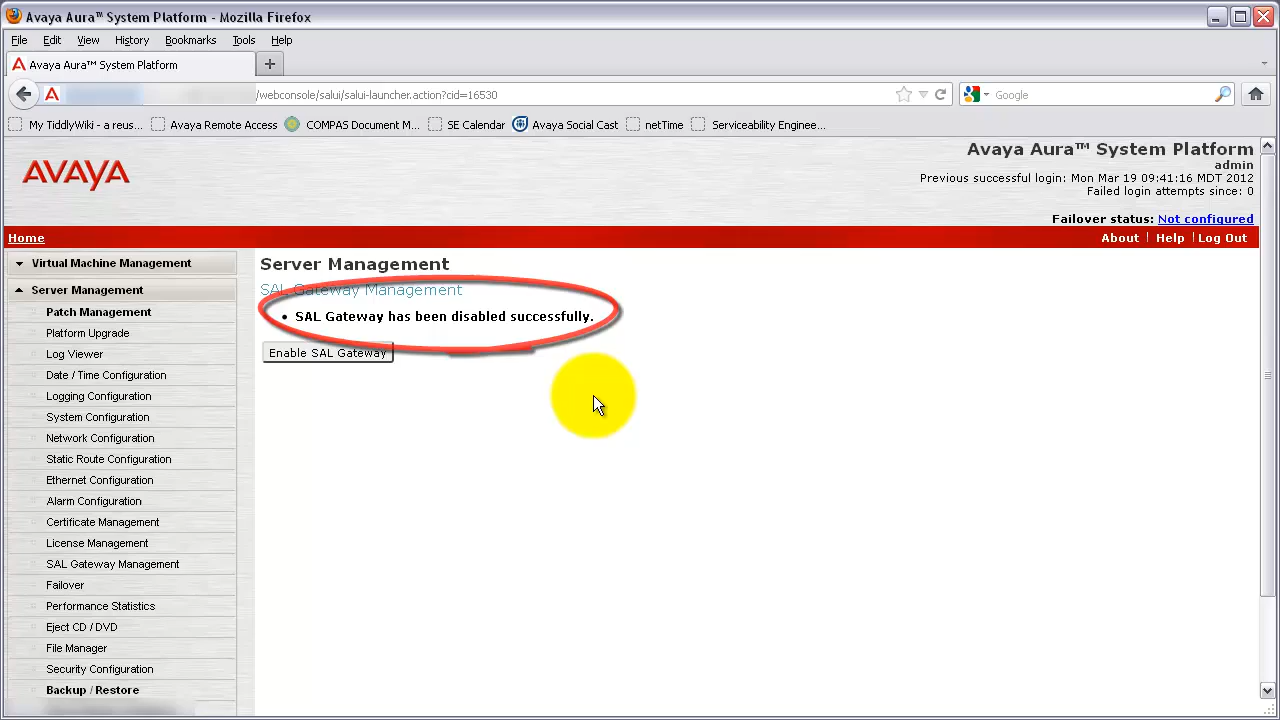 Avaya Aura™ System Platform - Mozilla Firefox
File Edit View History Bookmarks Tools Help
Avaya Aura™ System Platform
/webconsole/salui/salui-launcher.action?cid=16530
Google
My TiddlyWiki - a reus... Avaya Remote Access COMPAS Document M... SE Calendar Avaya Social Cast netTime Serviceability Enginee...
AVAYA
Avaya Aura™ System Platform
admin
Previous successful login: Mon Mar 19 09:41:16 MDT 2012
Failed login attempts since: 0
Failover status: Not configured
Home
About | Help | Log Out
Virtual Machine Management
Server Management
Patch Management
Platform Upgrade
Log Viewer
Date / Time Configuration
Logging Configuration
System Configuration
Network Configuration
Static Route Configuration
Ethernet Configuration
Alarm Configuration
Certificate Management
License Management
SAL Gateway Management
Failover
Performance Statistics
Eject CD / DVD
File Manager
Security Configuration
Backup / Restore
Server Management
SAL Gateway Management
• SAL Gateway has been disabled successfully.
Enable SAL Gateway